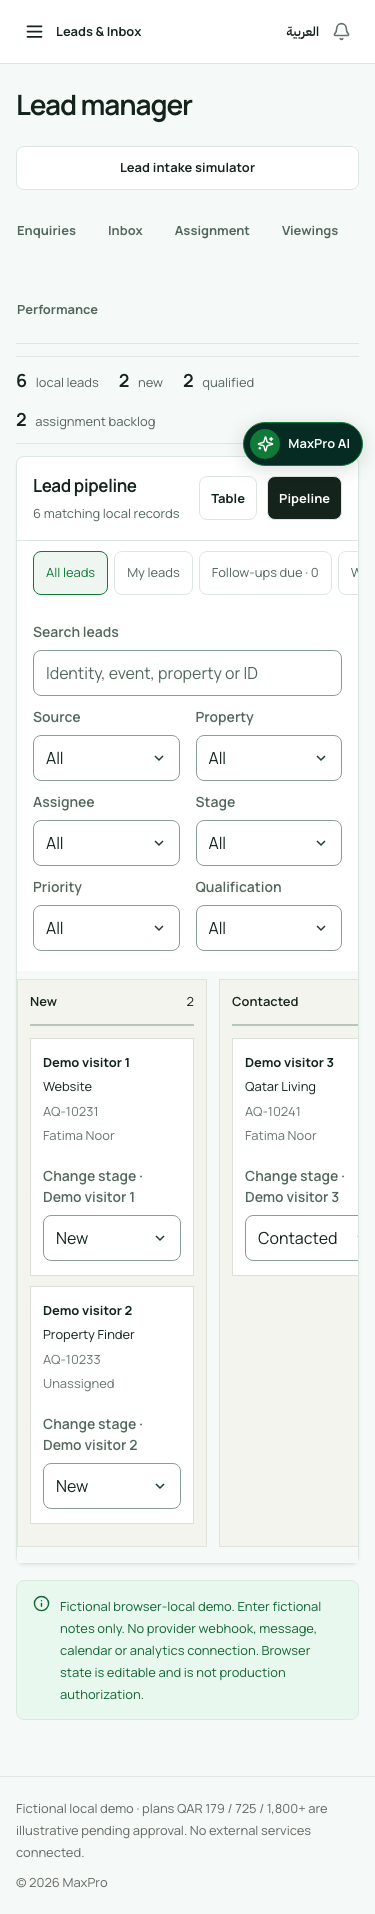 Leads & Inbox
العربية
Lead manager
Lead intake simulator
Enquiries Inbox Assignment Viewings
Performance
6 local leads 2 new 2 qualified
2 assignment backlog
MaxPro AI
Lead pipeline
6 matching local records
Table Pipeline
All leads My leads Follow-ups due · 0
Search leads
Identity, event, property or ID
Source Property
All All
Assignee Stage
All All
Priority Qualification
All All
New 2 Contacted
Demo visitor 1 Demo visitor 3
Website Qatar Living
AQ-10231 AQ-10241
Fatima Noor Fatima Noor
Change stage · Change stage ·
Demo visitor 1 Demo visitor 3
New Contacted
Demo visitor 2
Property Finder
AQ-10233
Unassigned
Change stage ·
Demo visitor 2
New
Fictional browser-local demo. Enter fictional
notes only. No provider webhook, message,
calendar or analytics connection. Browser
state is editable and is not production
authorization.
Fictional local demo · plans QAR 179 / 725 / 1,800+ are
illustrative pending approval. No external services
connected.
© 2026 MaxPro